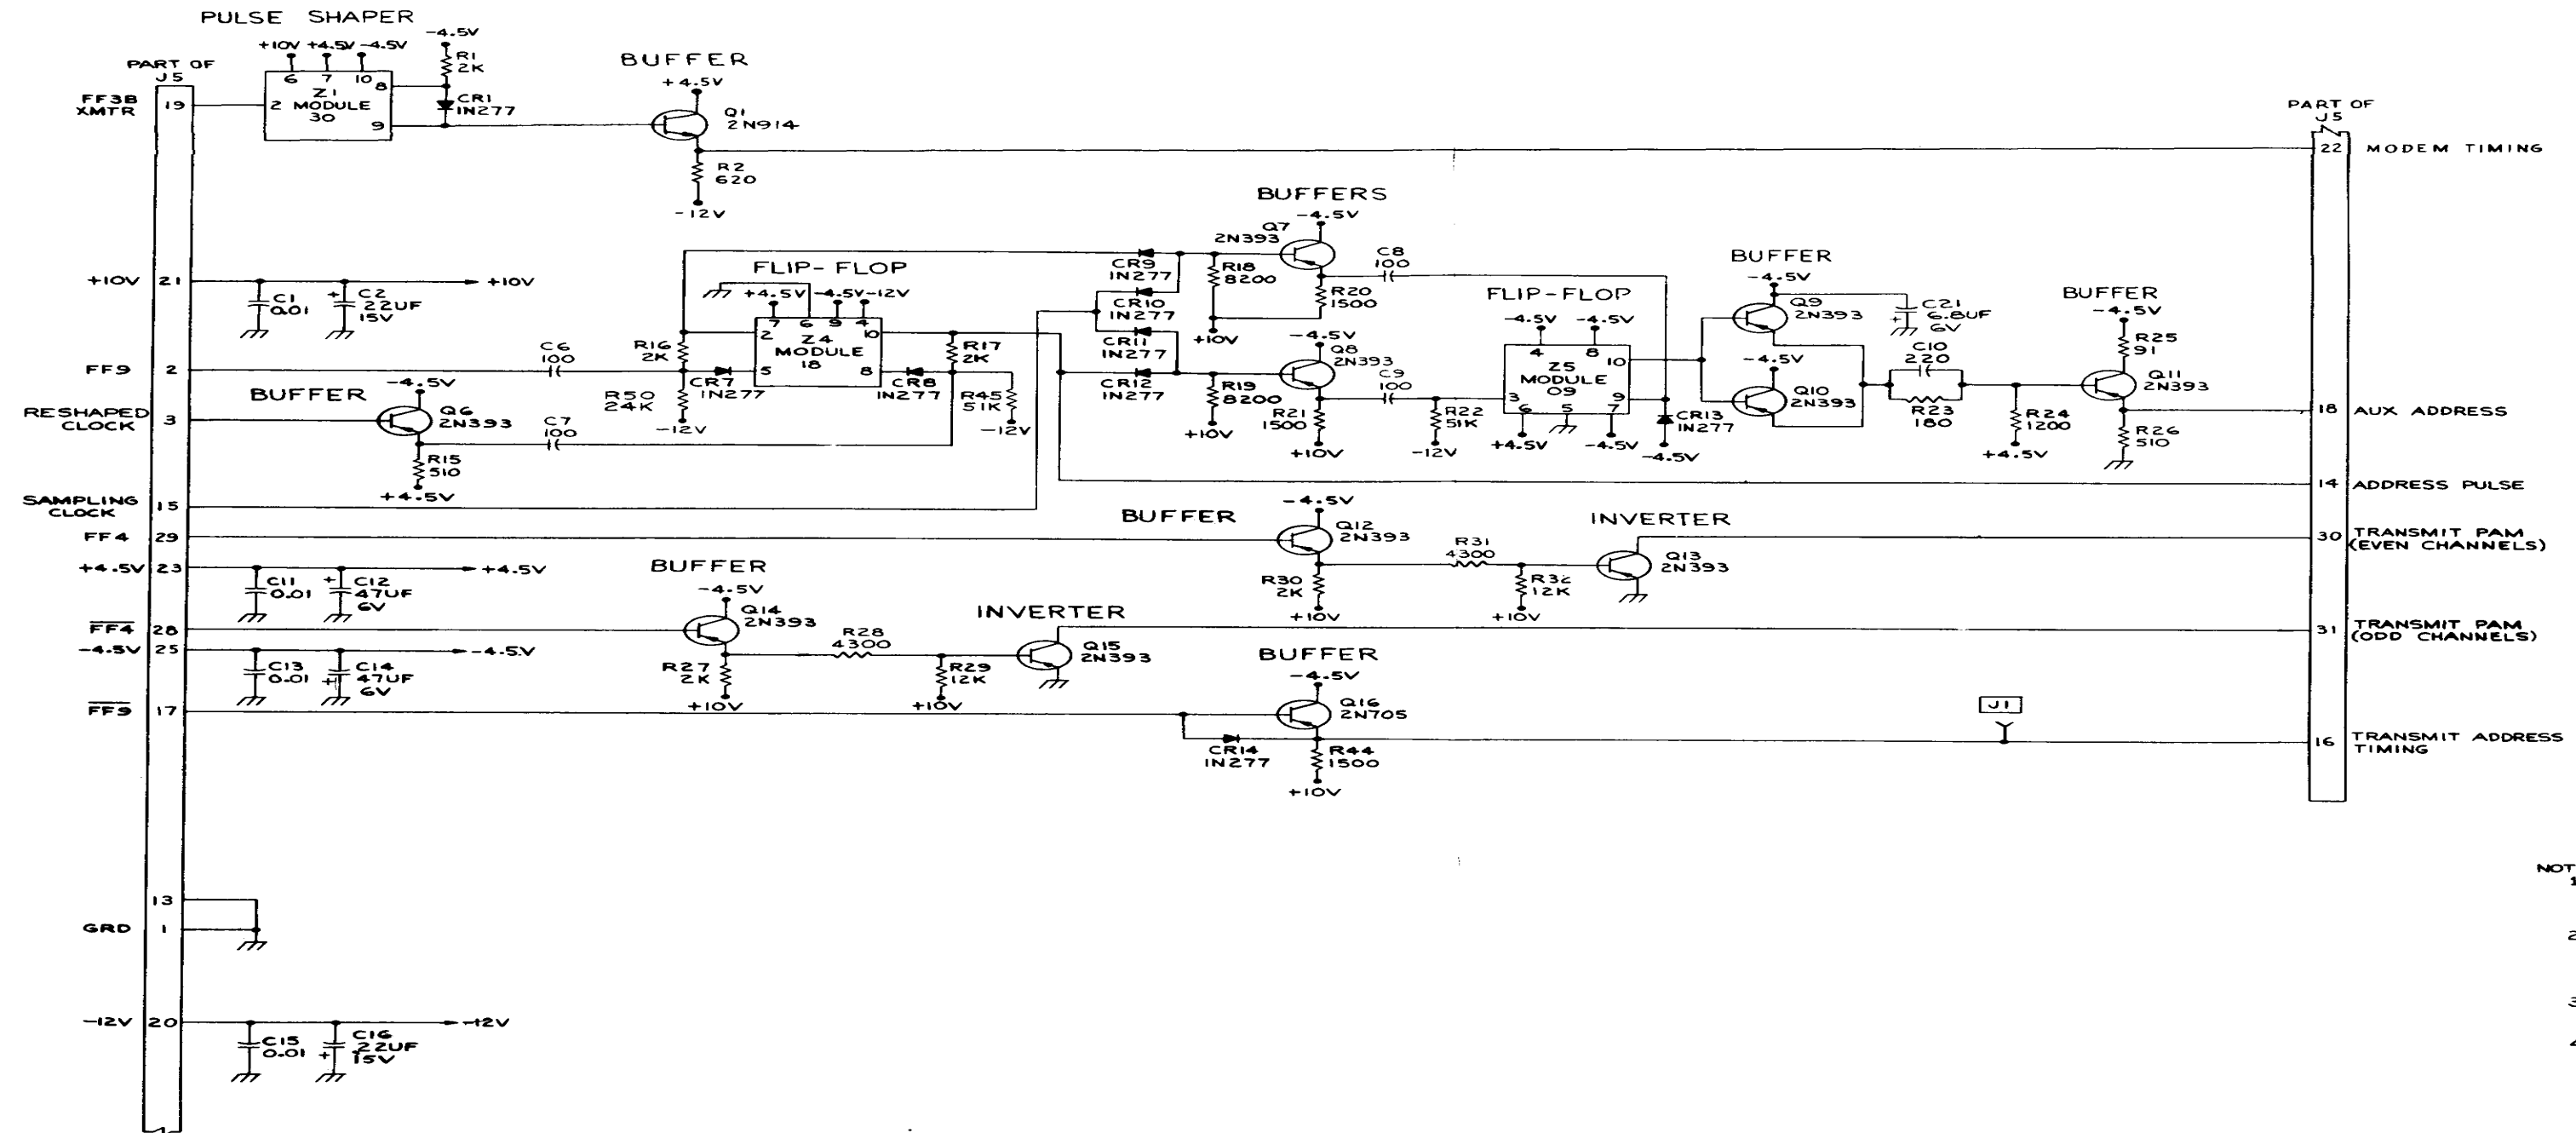 PULSE SHAPER
+10V +4.5V -4.5V
-4.5V
R1
2K
PART OF
J5
6 7 10
8
Z1
2 MODULE
30
9
CR1
1N277
FF3B
XMTR
19
BUFFER
+4.5V
Q1
2N914
R2
620
-12V
PART OF
J5
22 MODEM TIMING
+10V 21
+10V
C1
0.01
C2
22UF
15V
FLIP-FLOP
+4.5V -4.5V -12V
7 6 9 4
2 10
Z4
MODULE
18
5 8
R16
2K
R17
2K
FF9 2
C6
100
CR7
1N277
CR8
1N277
R50
24K
-12V
R45
51K
-12V
BUFFER
-4.5V
Q6
2N393
RESHAPED
CLOCK
3
C7
100
R15
510
+4.5V
SAMPLING
CLOCK
15
BUFFERS
-4.5V
Q7
2N393
CR9
1N277
CR10
1N277
CR11
1N277
CR12
1N277
R18
8200
+10V
R20
1500
C8
100
-4.5V
Q8
2N393
C9
100
R19
8200
+10V
R21
1500
+10V
R22
51K
-12V
FLIP-FLOP
-4.5V -4.5V
4 8
10
Z5
MODULE
09
3 9
6 5 7
+4.5V
-4.5V
CR13
1N277
-4.5V
BUFFER
-4.5V
Q9
2N393
C21
6.8UF
6V
-4.5V
Q10
2N393
C10
220
R23
180
R24
1200
+4.5V
BUFFER
-4.5V
R25
91
Q11
2N393
R26
510
18 AUX ADDRESS
14 ADDRESS PULSE
FF4 29
BUFFER
-4.5V
Q12
2N393
R30
2K
+10V
R31
4300
R32
12K
+10V
INVERTER
Q13
2N393
30 TRANSMIT PAM
(EVEN CHANNELS)
+4.5V 23
+4.5V
C11
0.01
C12
47UF
6V
FF4 28
BUFFER
-4.5V
Q14
2N393
R27
2K
+10V
R28
4300
R29
12K
+10V
INVERTER
Q15
2N393
31 TRANSMIT PAM
(ODD CHANNELS)
-4.5V 25
-4.5V
C13
0.01
C14
47UF
6V
FF9 17
BUFFER
-4.5V
Q16
2N705
CR14
1N277
R44
1500
+10V
J1
16 TRANSMIT ADDRESS
TIMING
13
GRD 1
-12V 20
-12V
C15
0.01
C16
22UF
15V
NOT
1
2
3